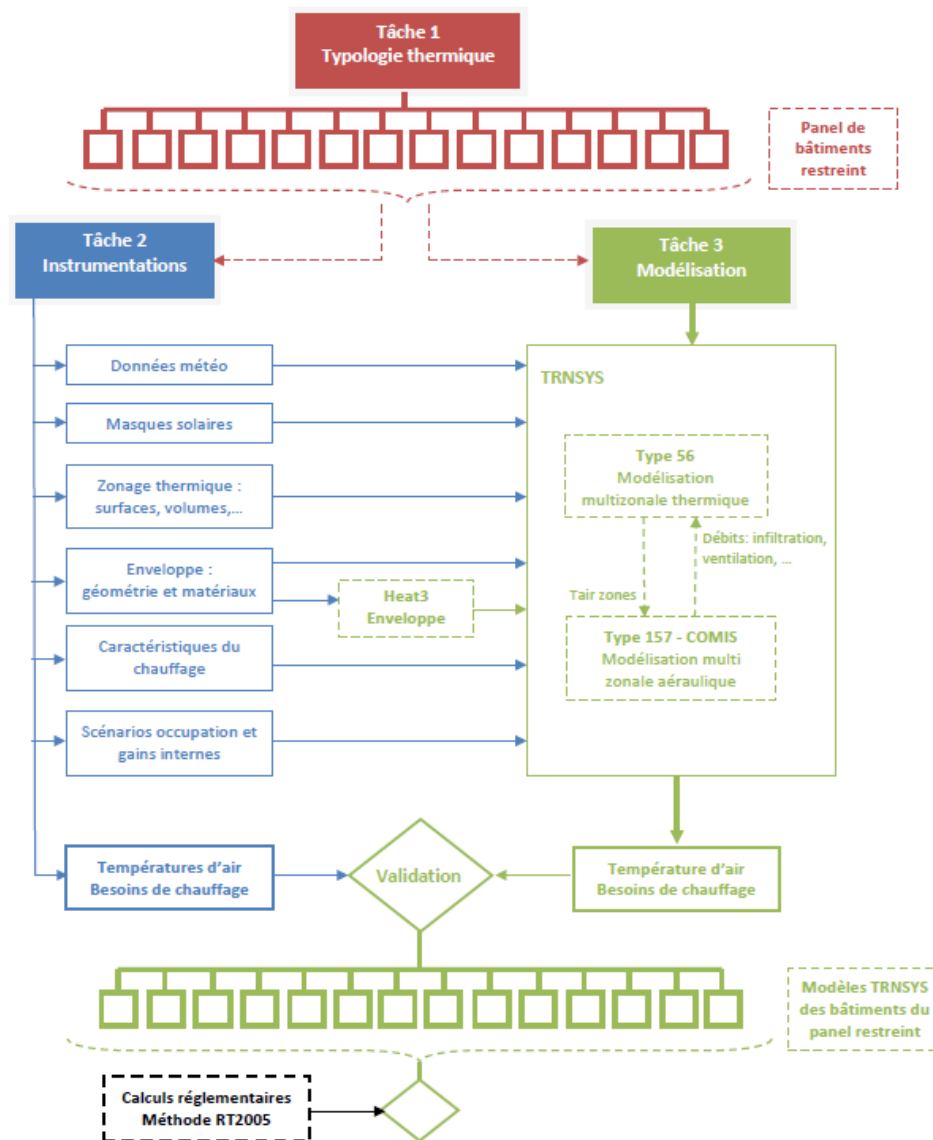 Tâche 1
Typologie thermique
Panel de
bâtiments
restreint
Tâche 2
Instrumentations
Tâche 3
Modélisation
Données météo
Masques solaires
Zonage thermique :
surfaces, volumes,...
Enveloppe :
géométrie et matériaux
Heat3
Enveloppe
Caractéristiques du
chauffage
Scénarios occupation et
gains internes
TRNSYS
Type 56
Modélisation
multizonale thermique
Débits: infiltration,
ventilation, ...
Tair zones
Type 157 - COMIS
Modélisation multi
zonale aéraulique
Températures d'air
Besoins de chauffage
Validation
Température d'air
Besoins de chauffage
Modèles TRNSYS
des bâtiments du
panel restreint
Calculs réglementaires
Méthode RT2005